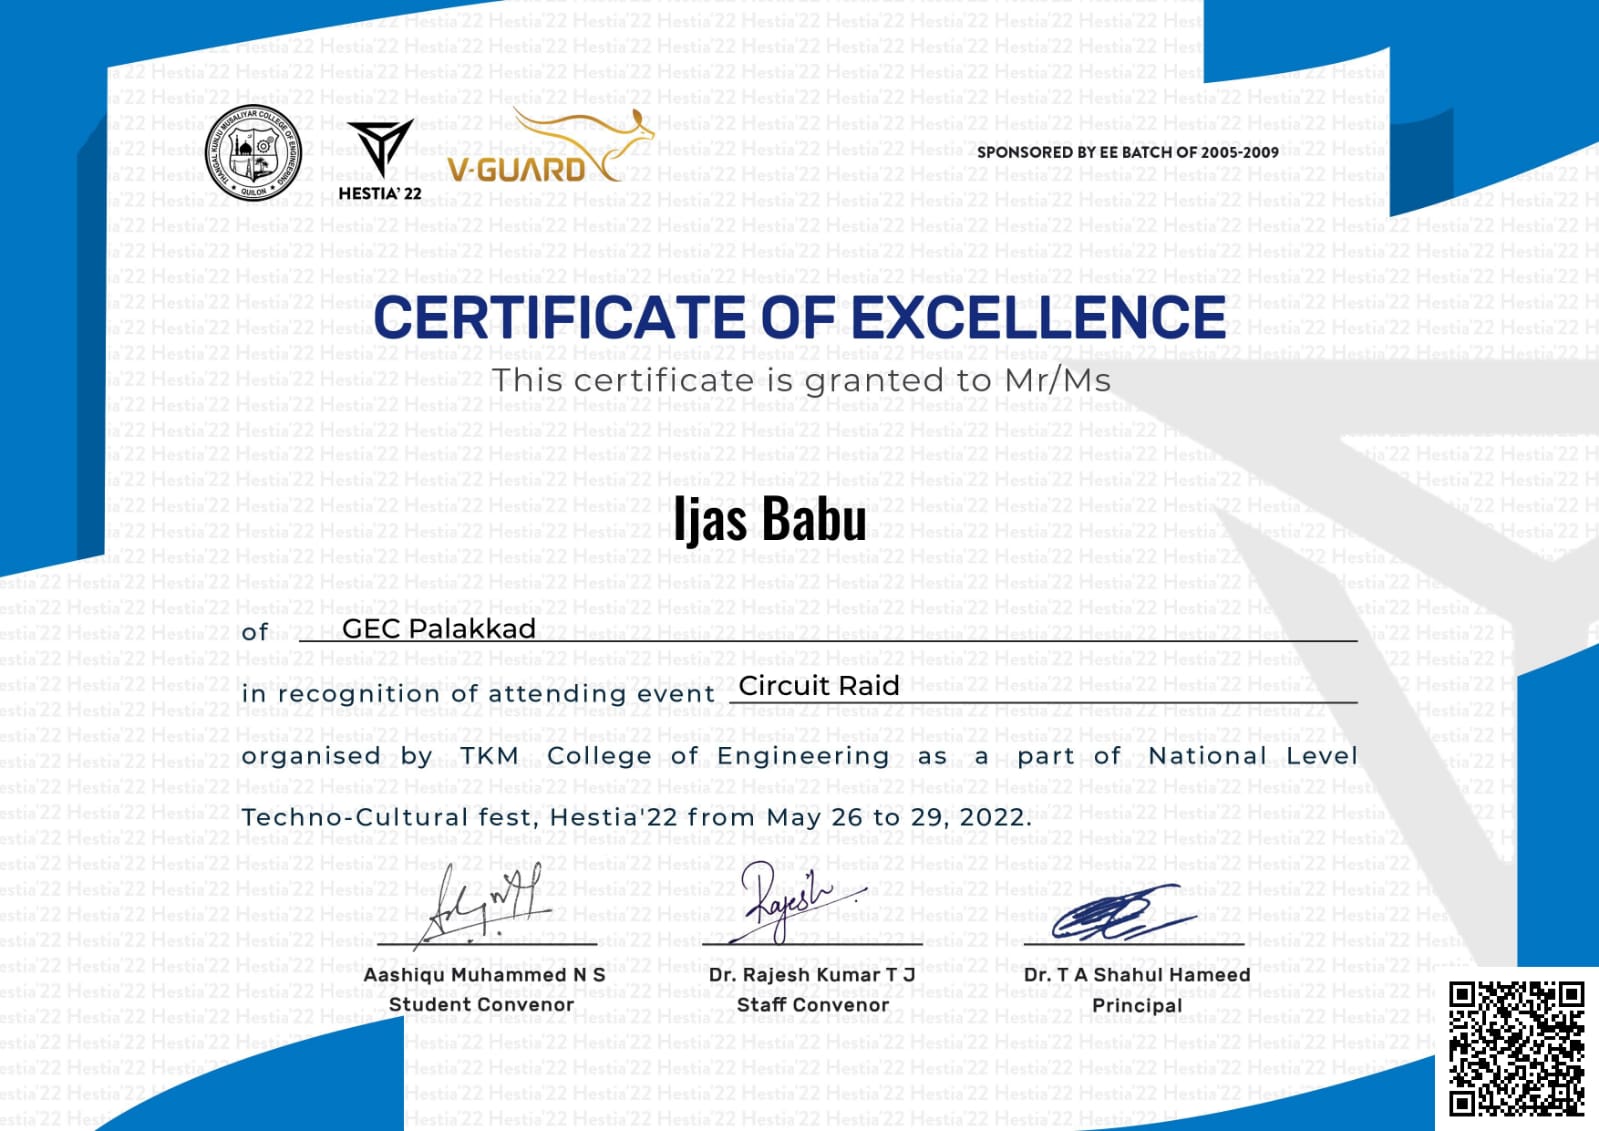 THANGAL KUNJU MUSALIYAR COLLEGE OF ENGINEERING
QUILON
HESTIA' 22
V-GUARD
SPONSORED BY EE BATCH OF 2005-2009
CERTIFICATE OF EXCELLENCE
This certificate is granted to Mr/Ms
Ijas Babu
of GEC Palakkad
in recognition of attending event Circuit Raid
organised by TKM College of Engineering as a part of National Level
Techno-Cultural fest, Hestia'22 from May 26 to 29, 2022.
Rajesh
Aashiqu Muhammed N S
Student Convenor
Dr. Rajesh Kumar T J
Staff Convenor
Dr. T A Shahul Hameed
Principal